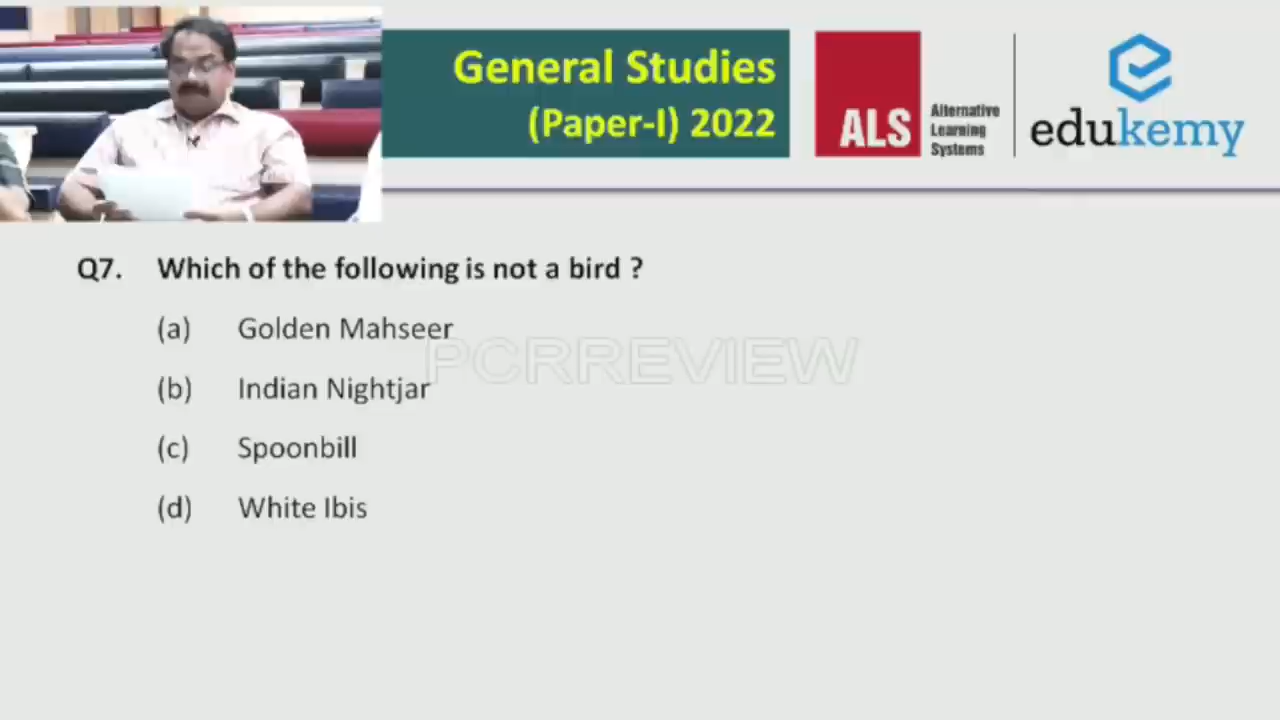 General Studies
(Paper-I) 2022
ALS
Alternative
Learning
Systems
edukemy
Q7. Which of the following is not a bird ?
(a) Golden Mahseer
PCRREVIEW
(b) Indian Nightjar
(c) Spoonbill
(d) White Ibis